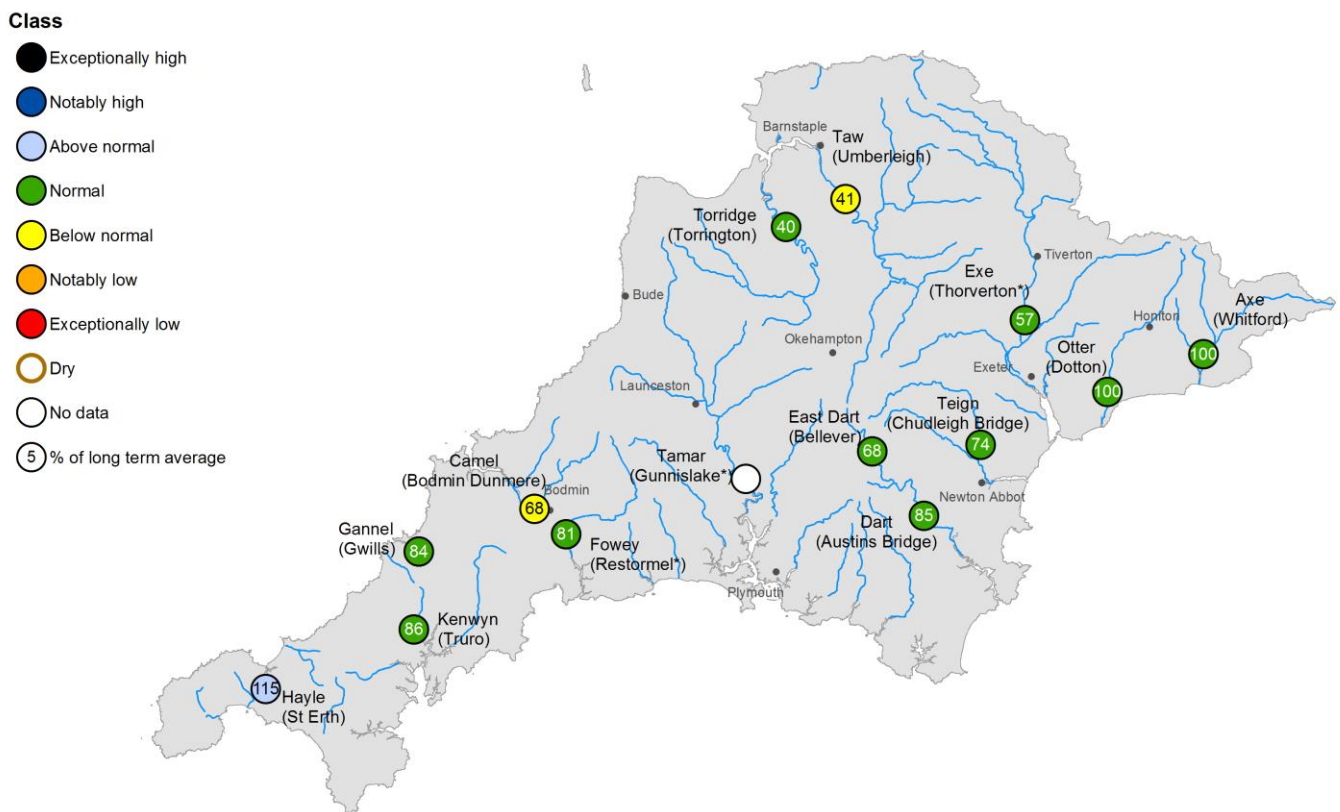 Class
Exceptionally high
Notably high
Above normal
Normal
Below normal
Notably low
Exceptionally low
Dry
No data
5 % of long term average
Barnstaple
Taw
(Umberleigh)
41
Torridge
(Torrington)
40
Tiverton
Exe
(Thorverton*)
57
Bude
Axe
(Whitford)
100
Honiton
Okehampton
Otter
(Dotton)
100
Exeter
Launceston
Teign
(Chudleigh Bridge)
74
East Dart
(Bellever)
68
Tamar
(Gunnislake*)
Camel
(Bodmin Dunmere)
68
Bodmin
Newton Abbot
85
Dart
(Austins Bridge)
Gannel
(Gwills)
84
81
Fowey
(Restormel*)
Plymouth
86
Kenwyn
(Truro)
115
Hayle
(St Erth)